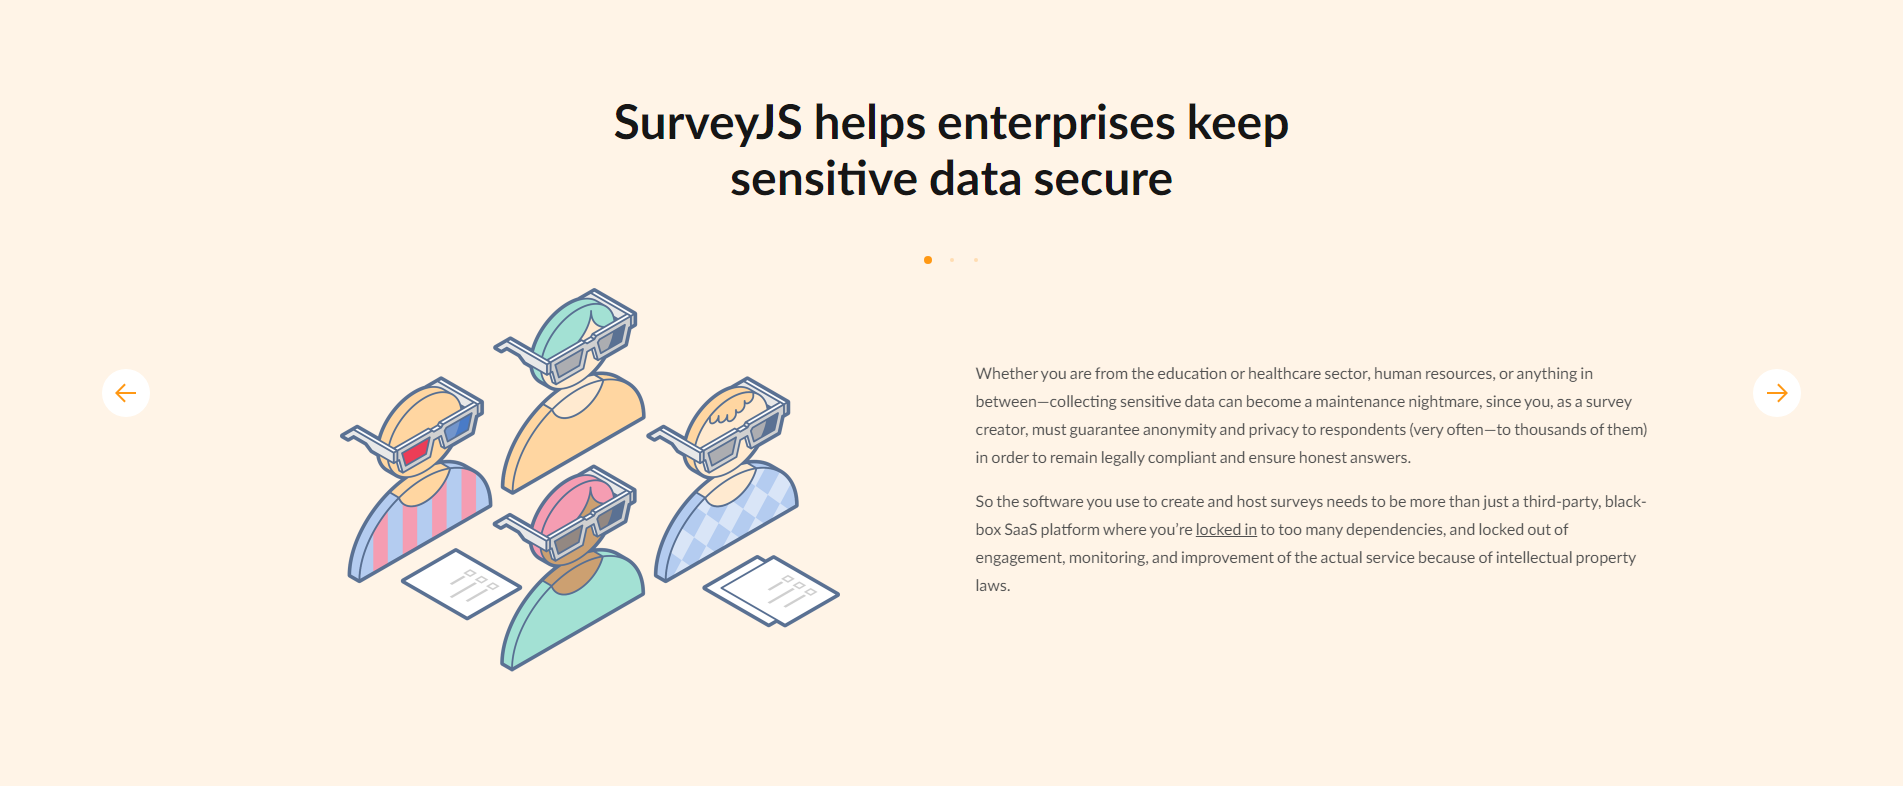 SurveyJS helps enterprises keep
sensitive data secure
Whether you are from the education or healthcare sector, human resources, or anything in
between—collecting sensitive data can become a maintenance nightmare, since you, as a survey
creator, must guarantee anonymity and privacy to respondents (very often—to thousands of them)
in order to remain legally compliant and ensure honest answers.
So the software you use to create and host surveys needs to be more than just a third-party, black-
box SaaS platform where you’re locked in to too many dependencies, and locked out of
engagement, monitoring, and improvement of the actual service because of intellectual property
laws.